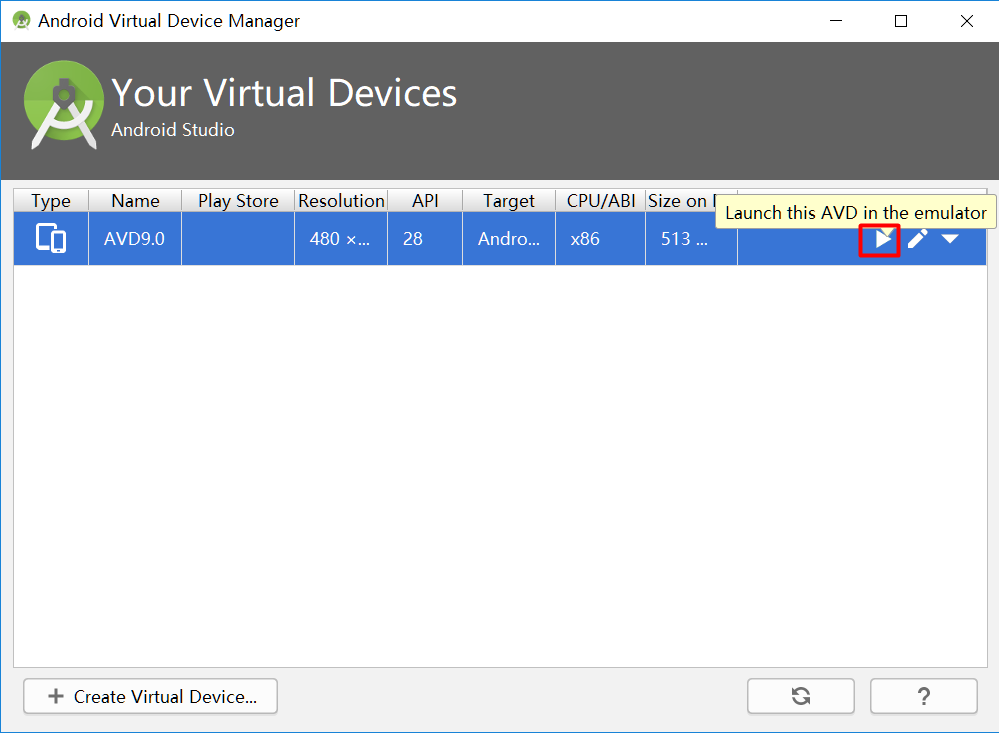 Android Virtual Device Manager
Your Virtual Devices
Android Studio
Type Name Play Store Resolution API Target CPU/ABI Size on
Launch this AVD in the emulator
AVD9.0 480 ×... 28 Andro... x86 513 ...
+ Create Virtual Device...
?